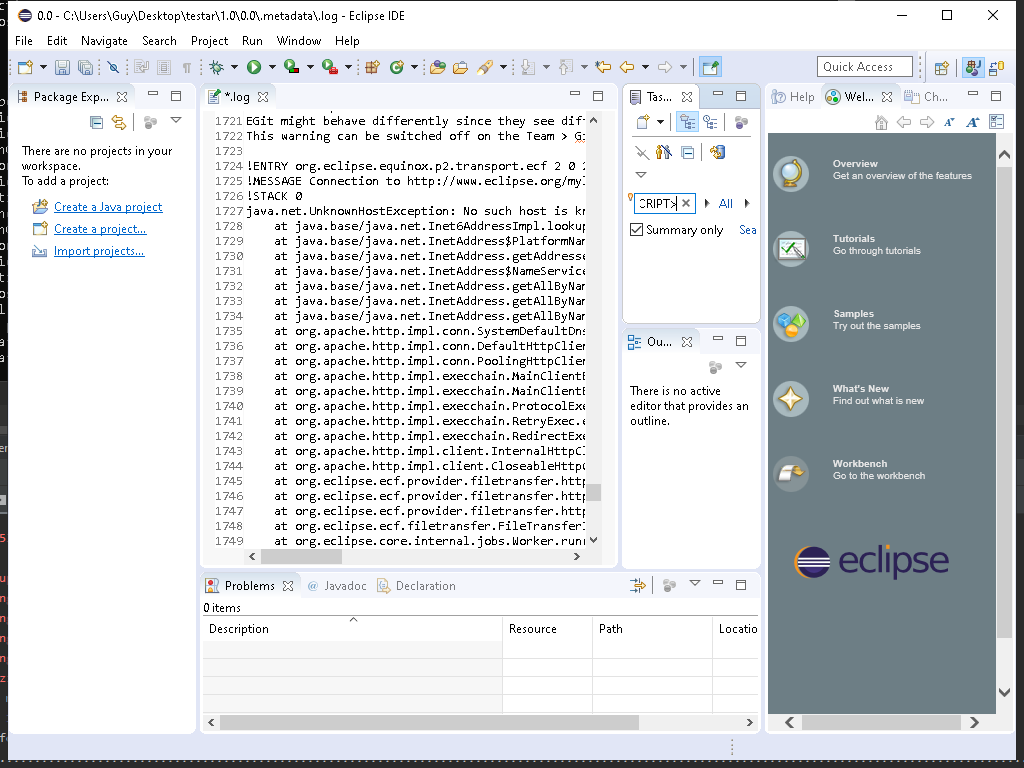 0.0 - C:\Users\Guy\Desktop\testar\1.0\0.0\.metadata\.log - Eclipse IDE
File Edit Navigate Search Project Run Window Help
Quick Access
Package Exp...
There are no projects in your
workspace.
To add a project:
Create a Java project
Create a project...
Import projects...
*.log
1721 EGit might behave differently since they see dif
1722 This warning can be switched off on the Team > Gi
1723
1724 !ENTRY org.eclipse.equinox.p2.transport.ecf 2 0 2
1725 !MESSAGE Connection to http://www.eclipse.org/myl
1726 !STACK 0
1727 java.net.UnknownHostException: No such host is kn
1728 at java.base/java.net.Inet6AddressImpl.lookup
1729 at java.base/java.net.InetAddress$PlatformNam
1730 at java.base/java.net.InetAddress.getAddresse
1731 at java.base/java.net.InetAddress$NameService
1732 at java.base/java.net.InetAddress.getAllByNam
1733 at java.base/java.net.InetAddress.getAllByNam
1734 at java.base/java.net.InetAddress.getAllByNam
1735 at org.apache.http.impl.conn.SystemDefaultDns
1736 at org.apache.http.impl.conn.DefaultHttpClien
1737 at org.apache.http.impl.conn.PoolingHttpClien
1738 at org.apache.http.impl.execchain.MainClientE
1739 at org.apache.http.impl.execchain.MainClientE
1740 at org.apache.http.impl.execchain.ProtocolExe
1741 at org.apache.http.impl.execchain.RetryExec.e
1742 at org.apache.http.impl.execchain.RedirectExe
1743 at org.apache.http.impl.client.InternalHttpCl
1744 at org.apache.http.impl.client.CloseableHttpC
1745 at org.eclipse.ecf.provider.filetransfer.http
1746 at org.eclipse.ecf.provider.filetransfer.http
1747 at org.eclipse.ecf.provider.filetransfer.http
1748 at org.eclipse.ecf.filetransfer.FileTransferJ
1749 at org.eclipse.core.internal.jobs.Worker.run(
Tas...
CRIPT> All
Summary only Sea
Ou...
There is no active
editor that provides an
outline.
Help Wel... Ch...
Overview
Get an overview of the features
Tutorials
Go through tutorials
Samples
Try out the samples
What's New
Find out what is new
Workbench
Go to the workbench
eclipse
Problems @ Javadoc Declaration
0 items
Description Resource Path Locatio